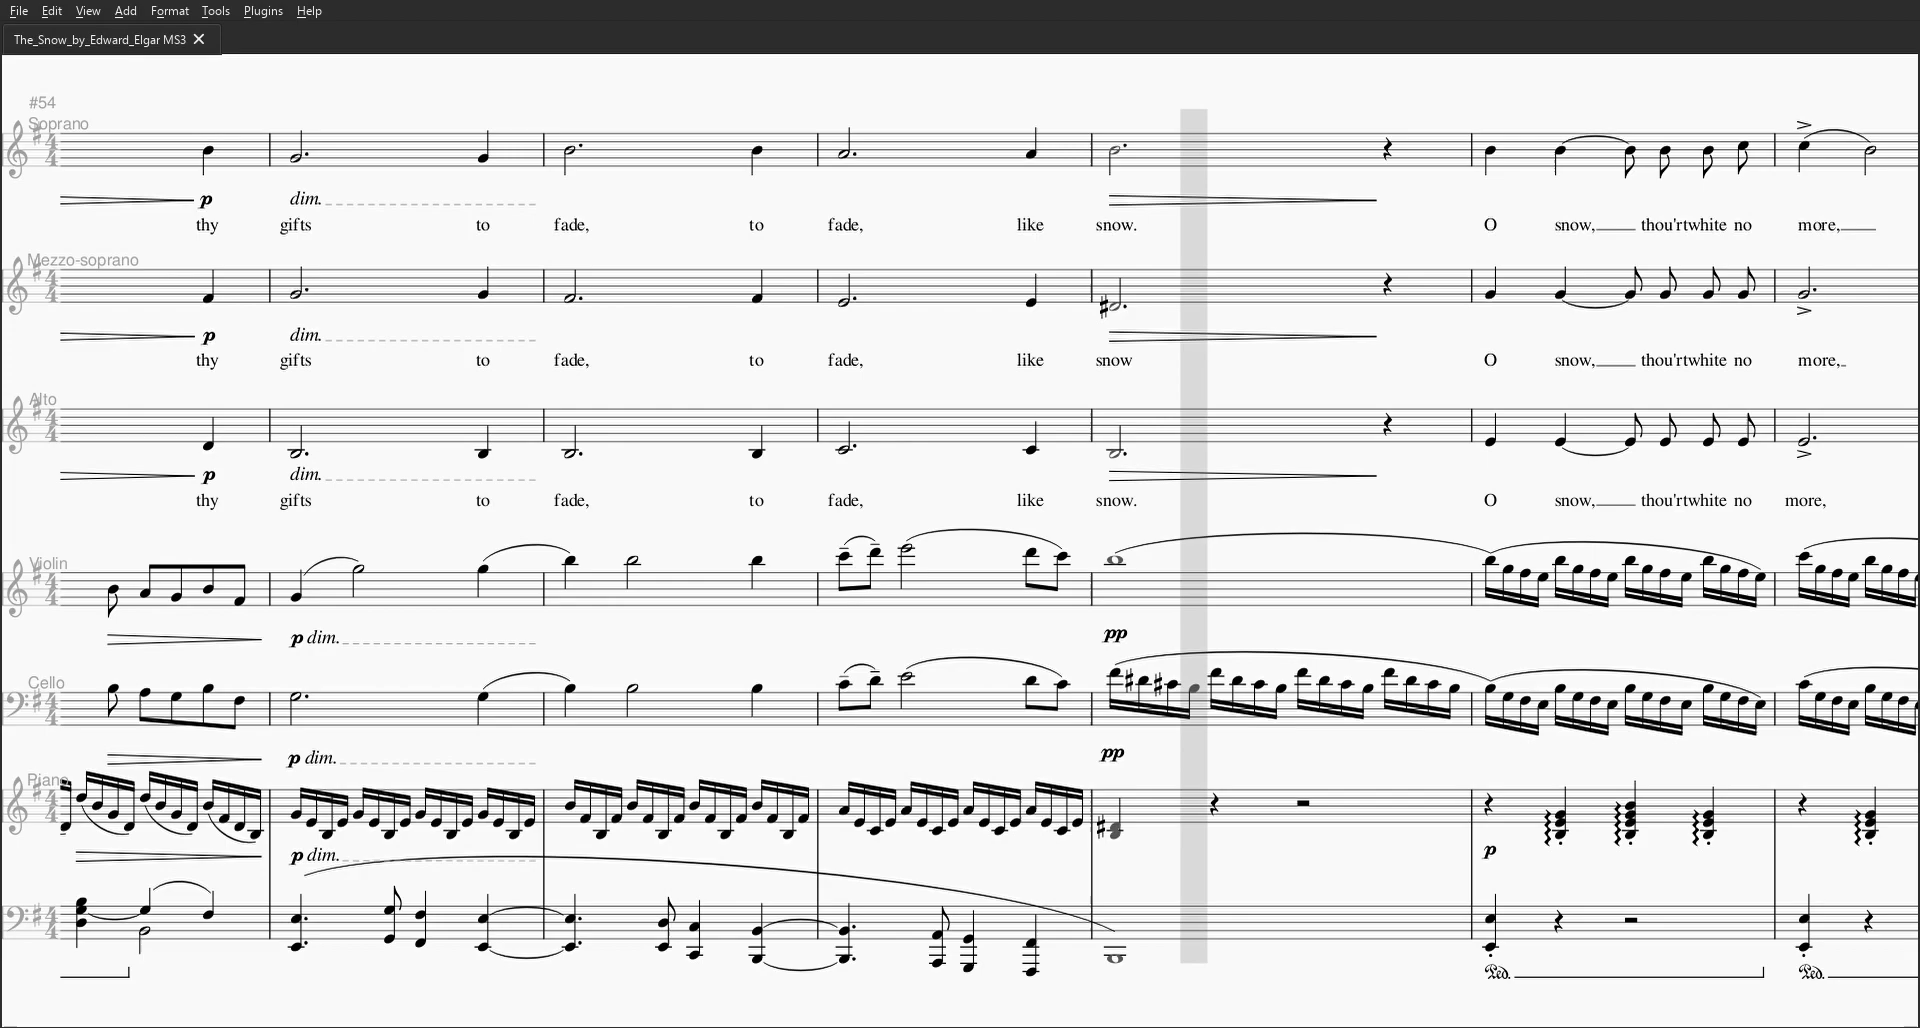 File Edit View Add Format Tools Plugins Help
The_Snow_by_Edward_Elgar MS3 ✕
#54
Soprano
p dim.
thy gifts to fade, to fade, like snow. O snow, thou'rt white no more,
Mezzo-soprano
p dim.
thy gifts to fade, to fade, like snow O snow, thou'rt white no more,
Alto
p dim.
thy gifts to fade, to fade, like snow. O snow, thou'rt white no more,
Violin
p dim. pp
Cello
p dim. pp
Piano
p dim. p
Ped. Ped.